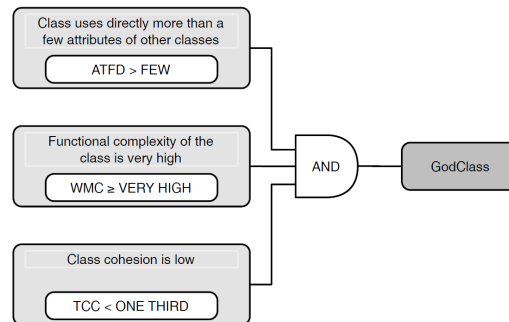 Class uses directly more than a
few attributes of other classes
ATFD > FEW
Functional complexity of the
class is very high
WMC ≥ VERY HIGH
AND
GodClass
Class cohesion is low
TCC < ONE THIRD